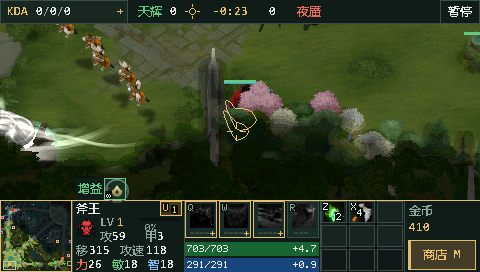 KDA 0/0/0 + 天辉 0 -0:23 0 夜魇 暂停
增益
斧王 U 1
LV 1 0%
攻59 甲3
移315 攻速118
力26 敏18 智18
Q W E R Z 2 X 4
703/703 +4.7
291/291 +0.9
金币
410
商店 M